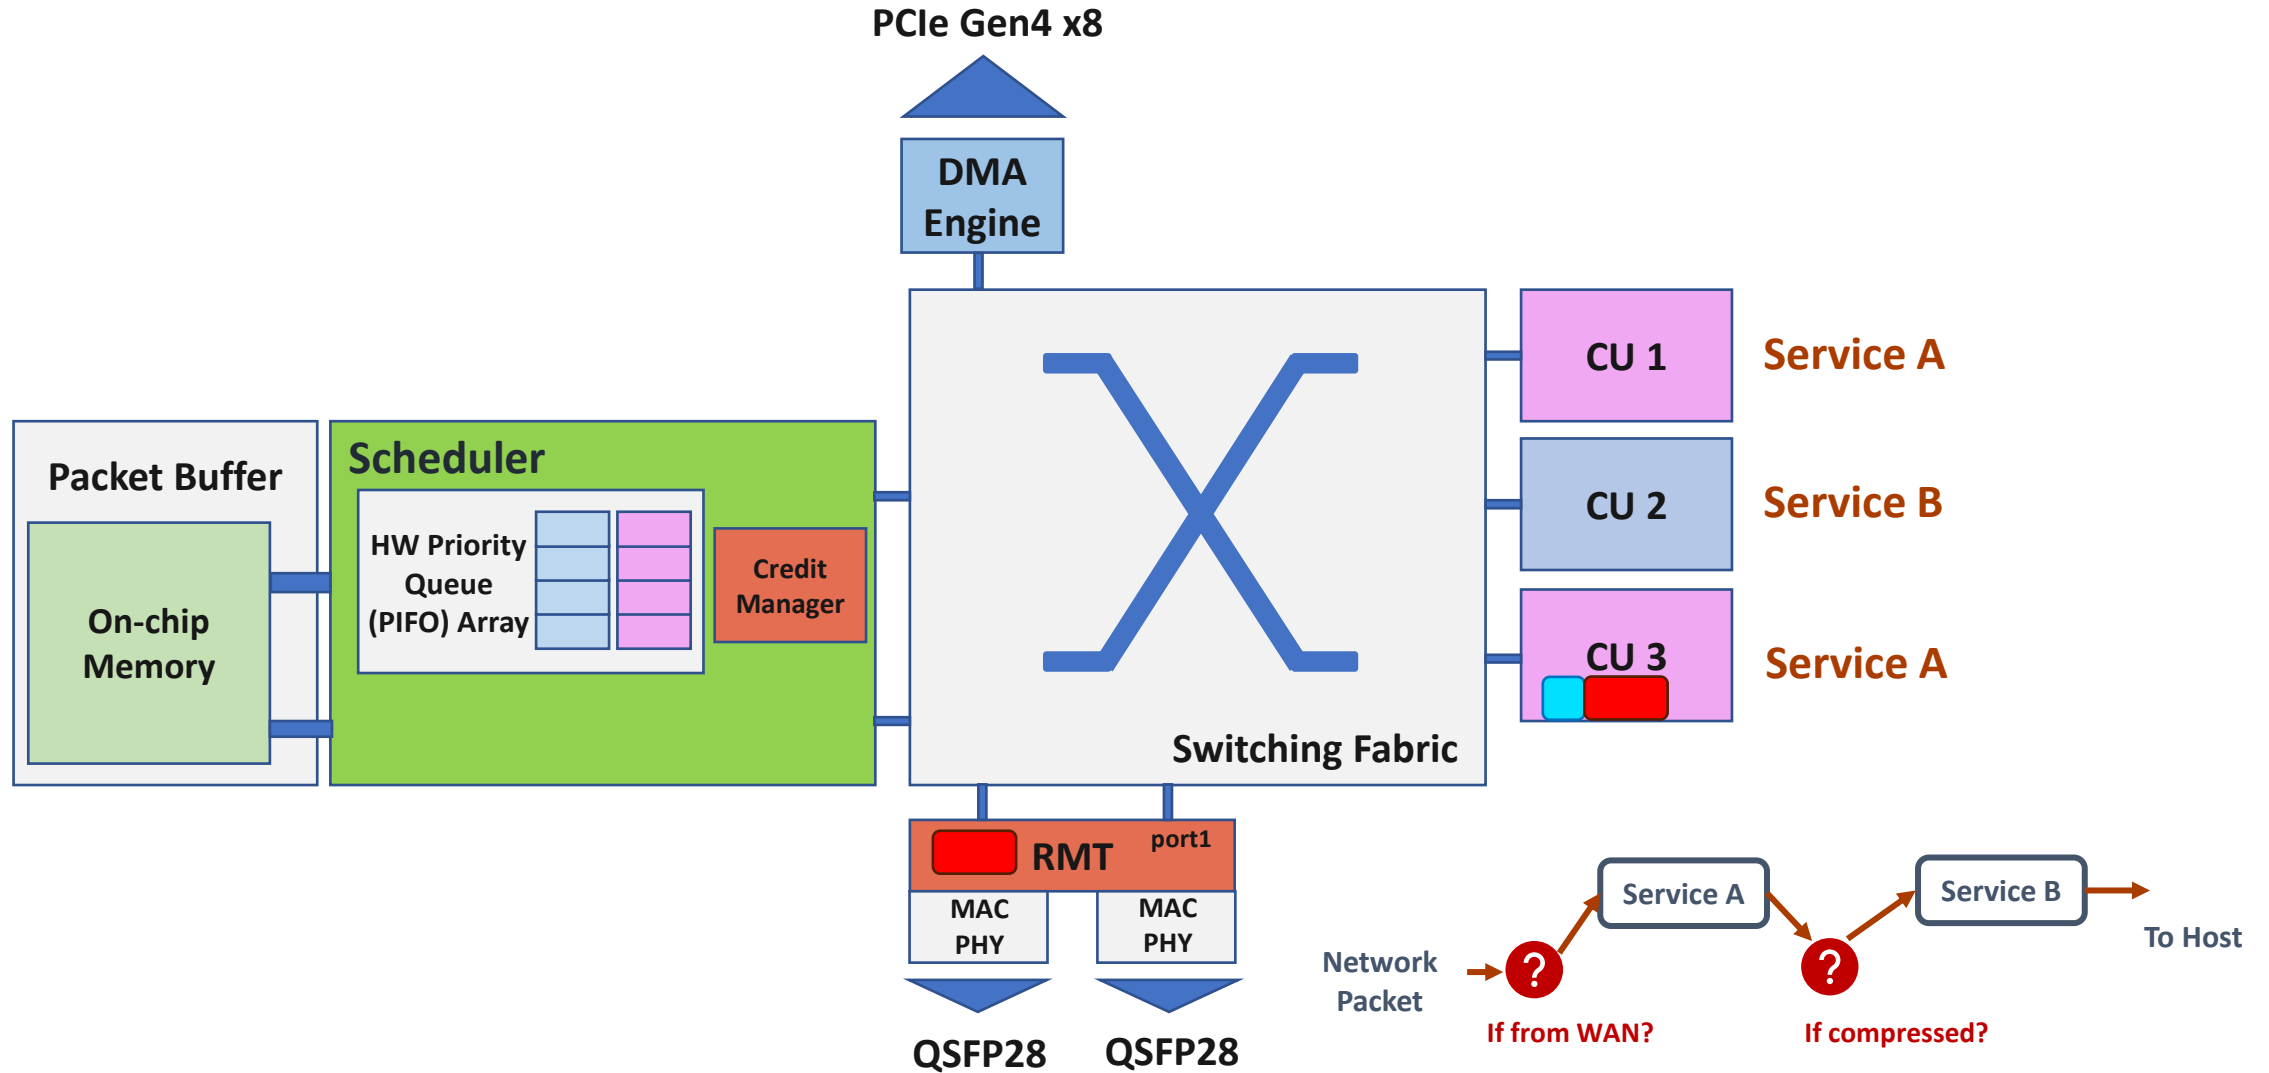 PCIe Gen4 x8
DMA
Engine
CU 1
Service A
CU 2
Service B
CU 3
Service A
Packet Buffer
On-chip
Memory
Scheduler
HW Priority
Queue
(PIFO) Array
Credit
Manager
Switching Fabric
RMT
port1
MAC
PHY
MAC
PHY
QSFP28
QSFP28
Network
Packet
?
If from WAN?
Service A
?
If compressed?
Service B
To Host